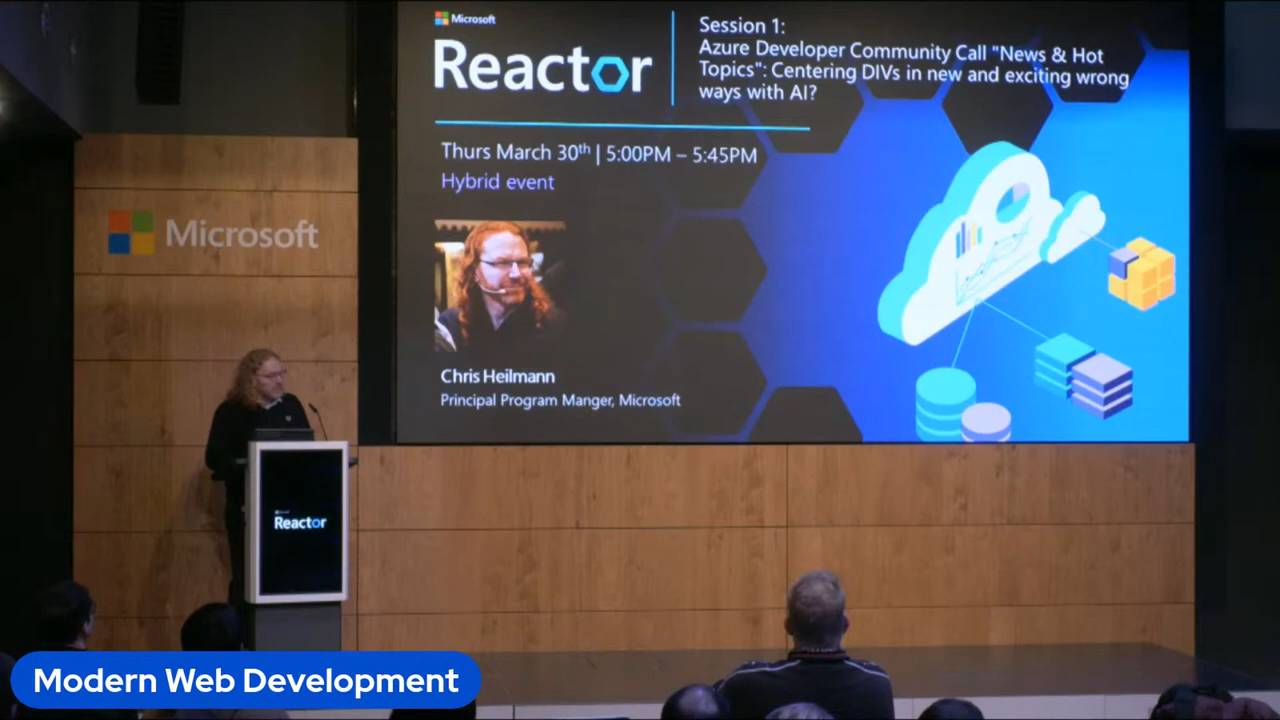 Microsoft
Reactor
Session 1:
Azure Developer Community Call "News & Hot
Topics": Centering DIVs in new and exciting wrong
ways with AI?
Thurs March 30th | 5:00PM – 5:45PM
Hybrid event
Chris Heilmann
Principal Program Manger, Microsoft
Microsoft
Reactor
Modern Web Development